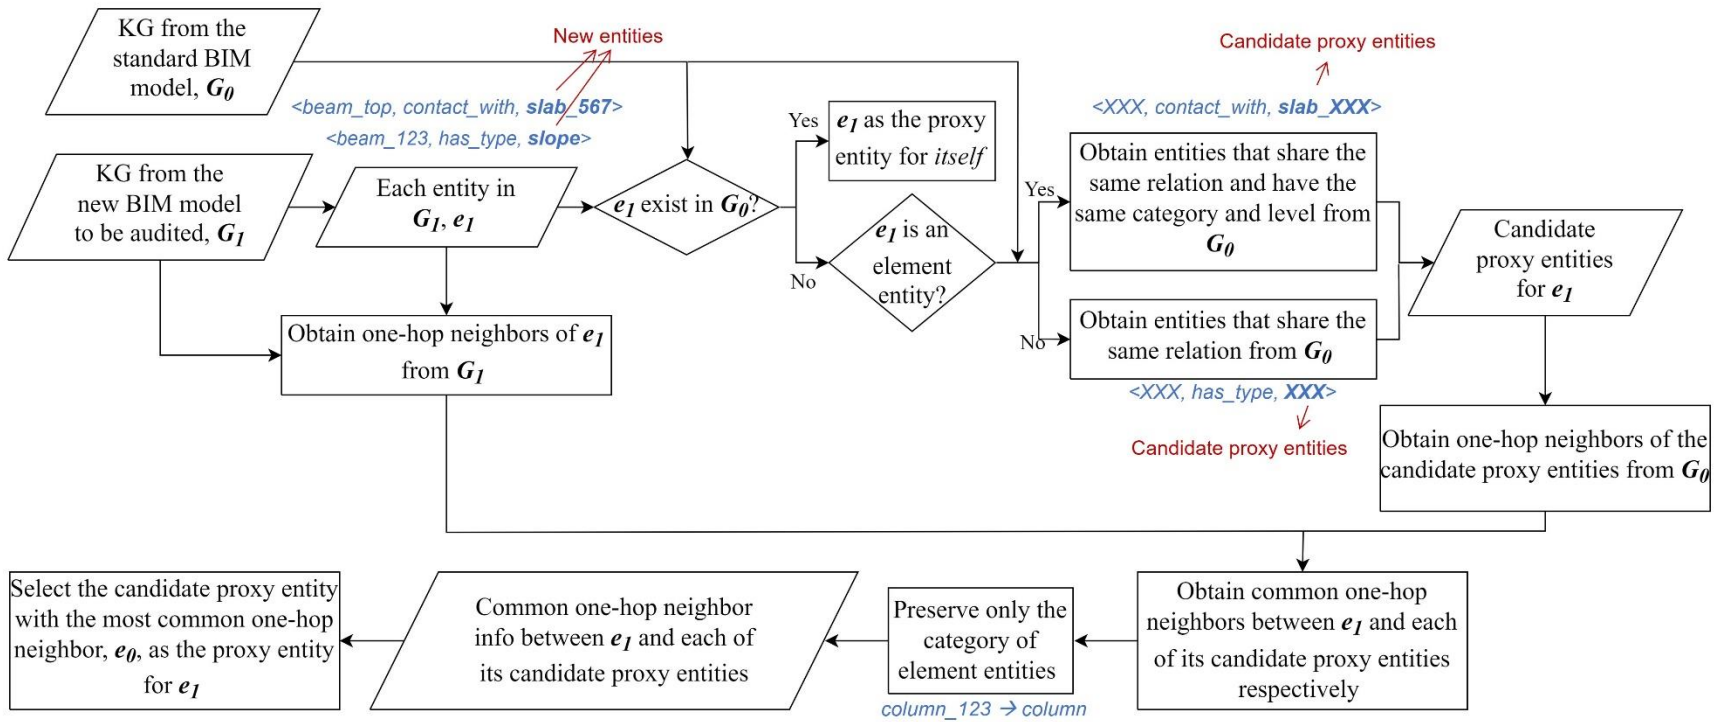 KG from the
standard BIM
model, G0
New entities
<beam_top, contact_with, slab_567>
<beam_123, has_type, slope>
Candidate proxy entities
<XXX, contact_with, slab_XXX>
KG from the
new BIM model
to be audited, G1
Each entity in
G1, e1
e1 exist in G0?
Yes
e1 as the proxy
entity for itself
No
e1 is an
element
entity?
Yes
Obtain entities that share the
same relation and have the
same category and level from
G0
No
Obtain entities that share the
same relation from G0
<XXX, has_type, XXX>
Candidate proxy entities
Candidate
proxy entities
for e1
Obtain one-hop neighbors of e1
from G1
Obtain one-hop neighbors of the
candidate proxy entities from G0
Obtain common one-hop
neighbors between e1 and each
of its candidate proxy entities
respectively
Preserve only the
category of
element entities
column_123 → column
Common one-hop neighbor
info between e1 and each of
its candidate proxy entities
Select the candidate proxy entity
with the most common one-hop
neighbor, e0, as the proxy entity
for e1